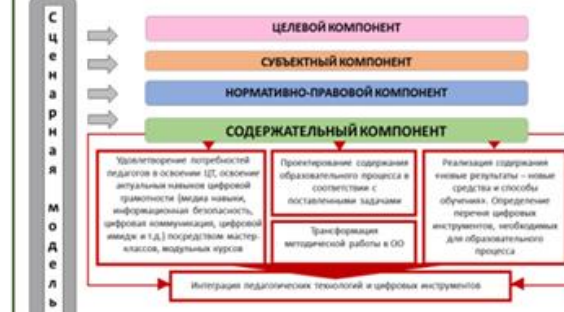 Сценарная модель
ЦЕЛЕВОЙ КОМПОНЕНТ
СУБЪЕКТНЫЙ КОМПОНЕНТ
НОРМАТИВНО-ПРАВОВОЙ КОМПОНЕНТ
СОДЕРЖАТЕЛЬНЫЙ КОМПОНЕНТ
Удовлетворение потребностей
педагогов в освоении ЦТ, освоение
актуальных навыков цифровой
грамотности (медиа навыки,
информационная безопасность,
цифровая коммуникация, цифровой
имидж и т.д.) посредством мастер-
классов, модульных курсов
Проектирование содержания
образовательного процесса в
соответствии с
поставленными задачами
Трансформация
методической работы в ОО
Реализация содержания
«новые результаты – новые
средства и способы
обучения». Определение
перечня цифровых
инструментов, необходимых
для образовательного
процесса
Интеграция педагогических технологий и цифровых инструментов